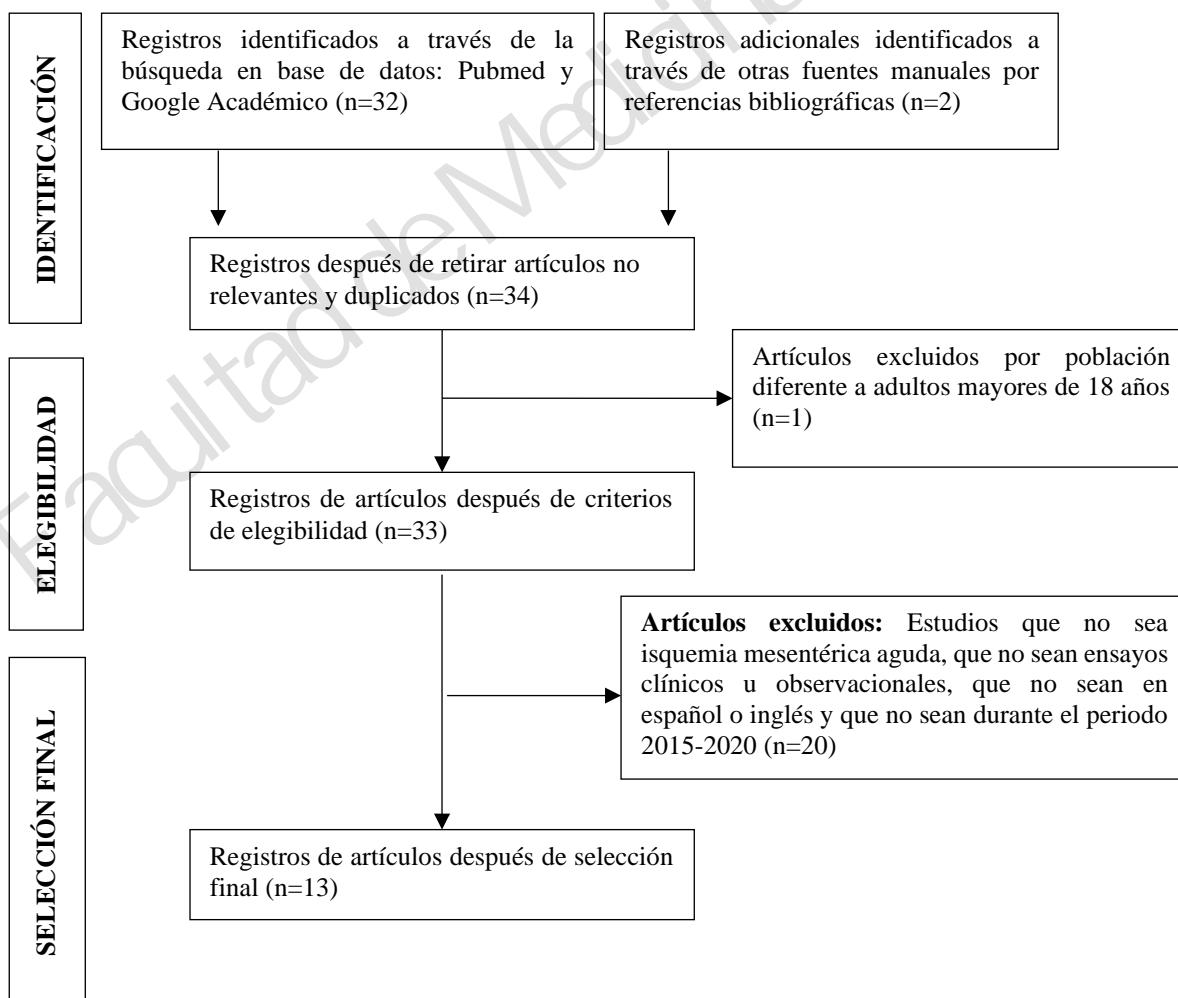 IDENTIFICACIÓN
Registros identificados a través de la
búsqueda en base de datos: Pubmed y
Google Académico (n=32)
Registros adicionales identificados a
través de otras fuentes manuales por
referencias bibliográficas (n=2)
Registros después de retirar artículos no
relevantes y duplicados (n=34)
ELEGIBILIDAD
Artículos excluidos por población
diferente a adultos mayores de 18 años
(n=1)
Registros de artículos después de criterios
de elegibilidad (n=33)
SELECCIÓN FINAL
Artículos excluidos: Estudios que no sea
isquemia mesentérica aguda, que no sean ensayos
clínicos u observacionales, que no sean en
español o inglés y que no sean durante el periodo
2015-2020 (n=20)
Registros de artículos después de selección
final (n=13)
Facultad de Medicina